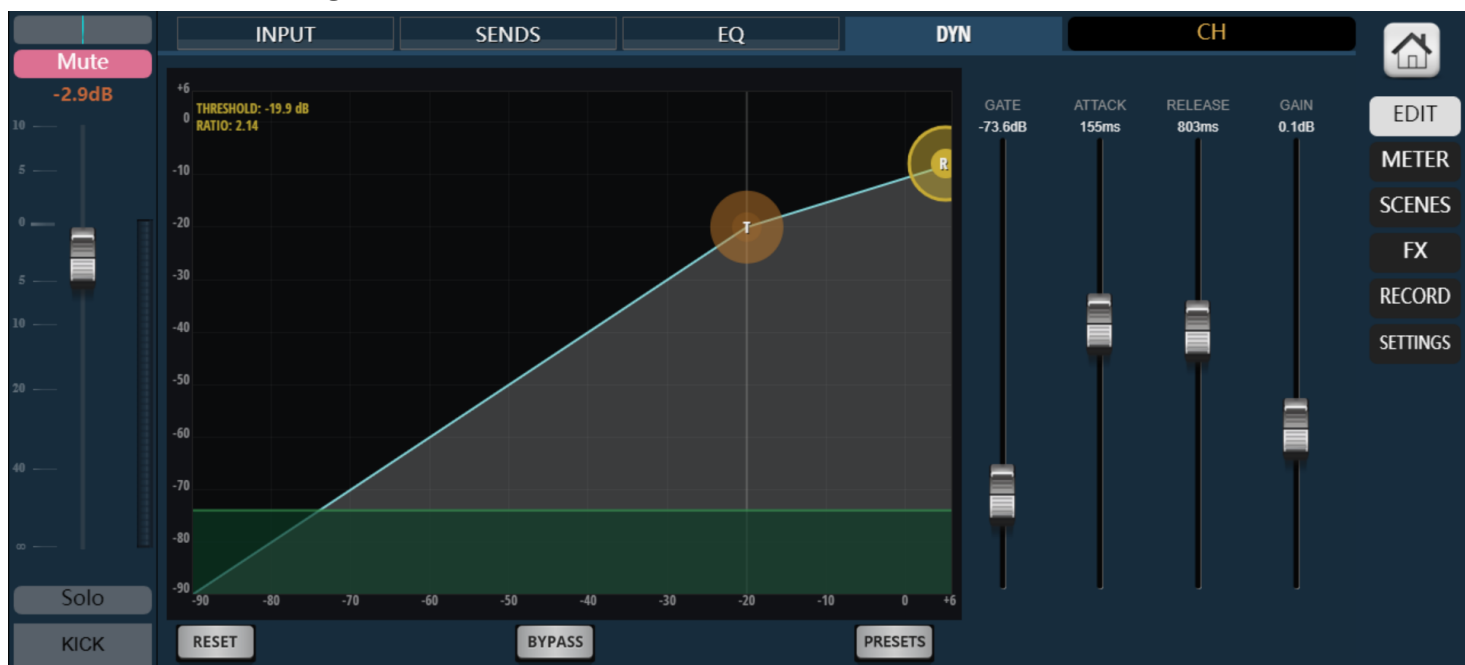 INPUT
SENDS
EQ
DYN
CH
Mute
-2.9dB
10
5
0
5
10
20
40
∞
Solo
KICK
THRESHOLD: -19.9 dB
RATIO: 2.14
+6
0
-10
-20
-30
-40
-50
-60
-70
-80
-90
R
T
-90 -80 -70 -60 -50 -40 -30 -20 -10 0 +6
RESET
BYPASS
PRESETS
GATE ATTACK RELEASE GAIN
-73.6dB 155ms 803ms 0.1dB
EDIT
METER
SCENES
FX
RECORD
SETTINGS